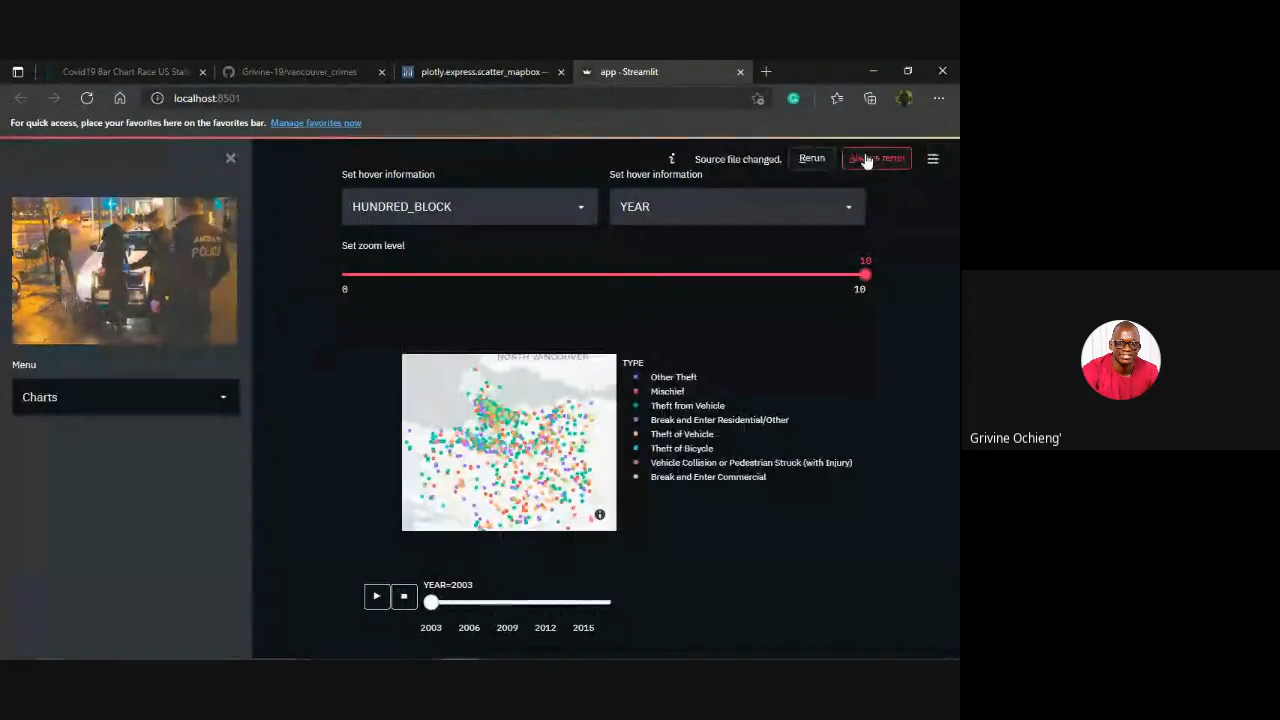 Covid19 Bar Chart Race US Stat
Grivine-19/vancouver_crimes
plotly.express.scatter_mapbox —
app · Streamlit
localhost:8501
For quick access, place your favorites here on the favorites bar. Manage favorites now
Source file changed.
Rerun
Always rerun
Set hover information
Set hover information
HUNDRED_BLOCK
YEAR
Set zoom level
10
0
10
POLICE
Menu
Charts
NORTH VANCOUVER
TYPE
Other Theft
Mischief
Theft from Vehicle
Break and Enter Residential/Other
Theft of Vehicle
Theft of Bicycle
Vehicle Collision or Pedestrian Struck (with Injury)
Break and Enter Commercial
YEAR=2003
2003 2006 2009 2012 2015
Grivine Ochieng'